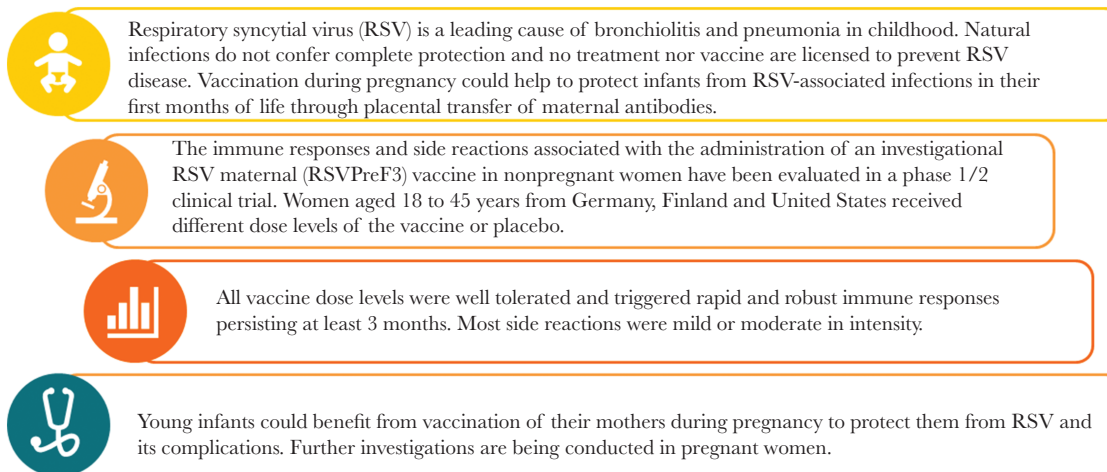 Respiratory syncytial virus (RSV) is a leading cause of bronchiolitis and pneumonia in childhood. Natural
infections do not confer complete protection and no treatment nor vaccine are licensed to prevent RSV
disease. Vaccination during pregnancy could help to protect infants from RSV-associated infections in their
first months of life through placental transfer of maternal antibodies.
The immune responses and side reactions associated with the administration of an investigational
RSV maternal (RSVPreF3) vaccine in nonpregnant women have been evaluated in a phase 1/2
clinical trial. Women aged 18 to 45 years from Germany, Finland and United States received
different dose levels of the vaccine or placebo.
All vaccine dose levels were well tolerated and triggered rapid and robust immune responses
persisting at least 3 months. Most side reactions were mild or moderate in intensity.
Young infants could benefit from vaccination of their mothers during pregnancy to protect them from RSV and
its complications. Further investigations are being conducted in pregnant women.